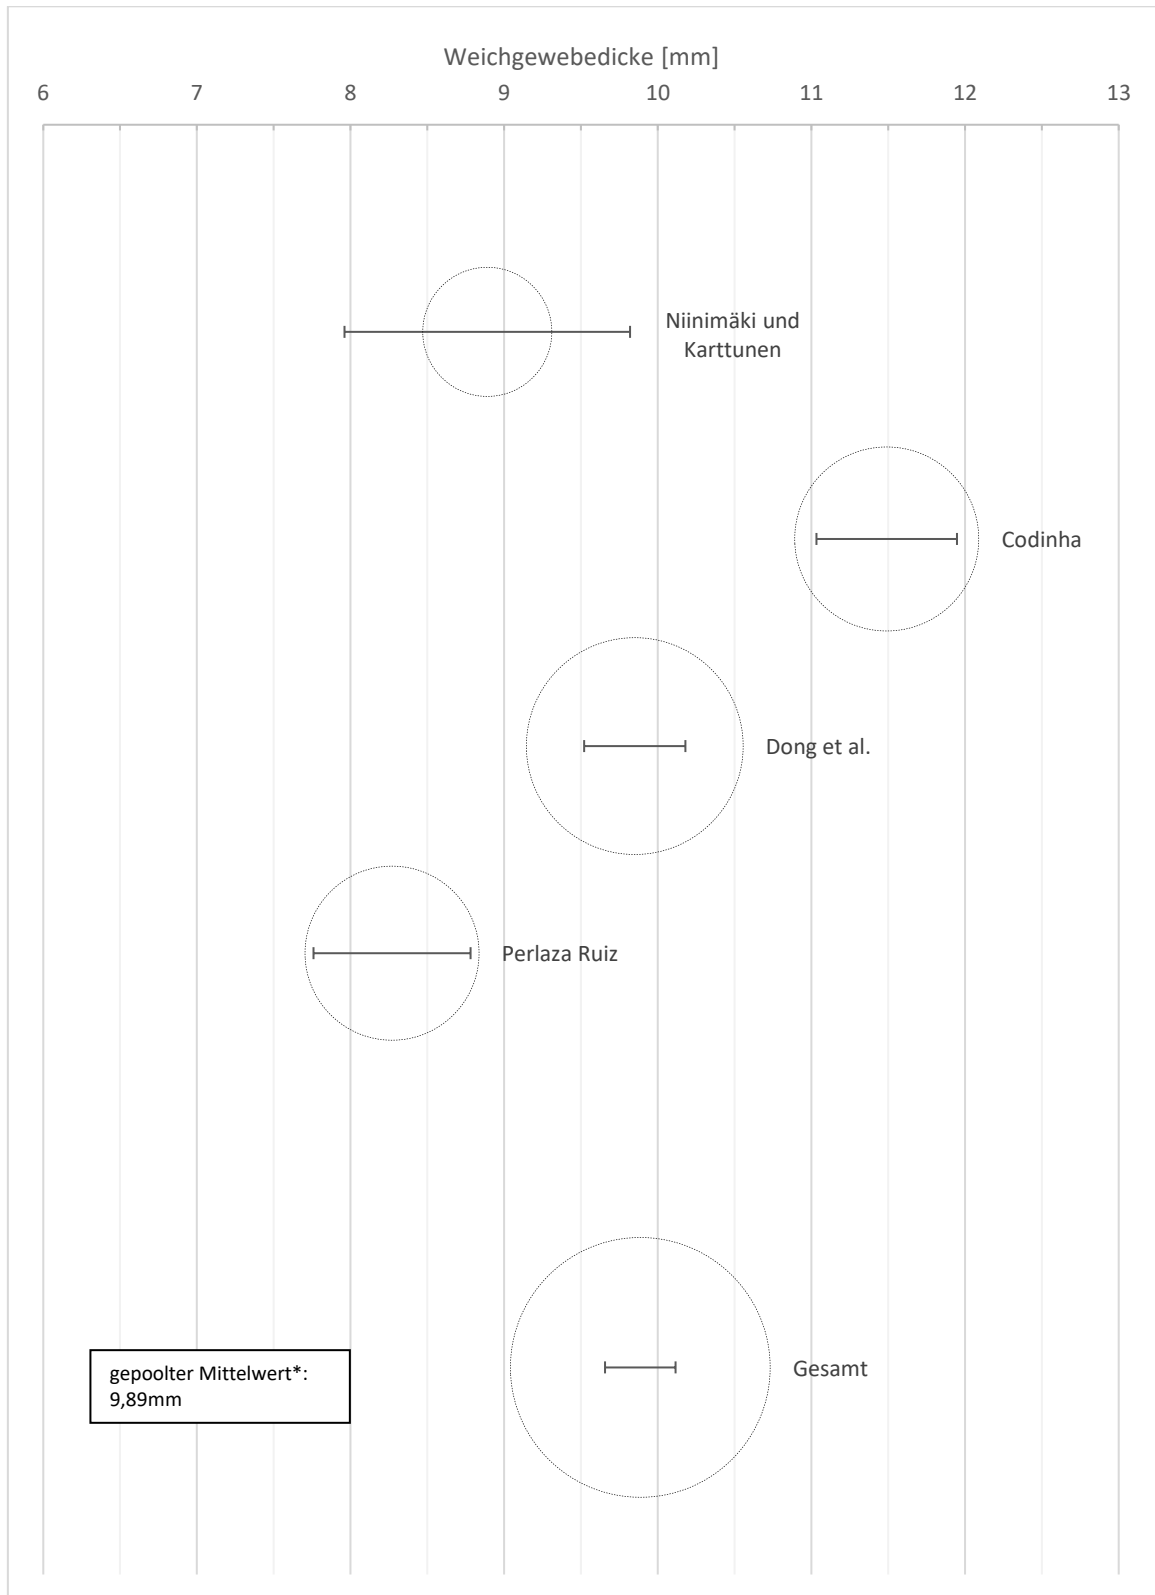 Weichgewebedicke [mm]
6 7 8 9 10 11 12 13
Niinimäki und
Karttunen
Codinha
Dong et al.
Perlaza Ruiz
Gesamt
gepoolter Mittelwert*:
9,89mm